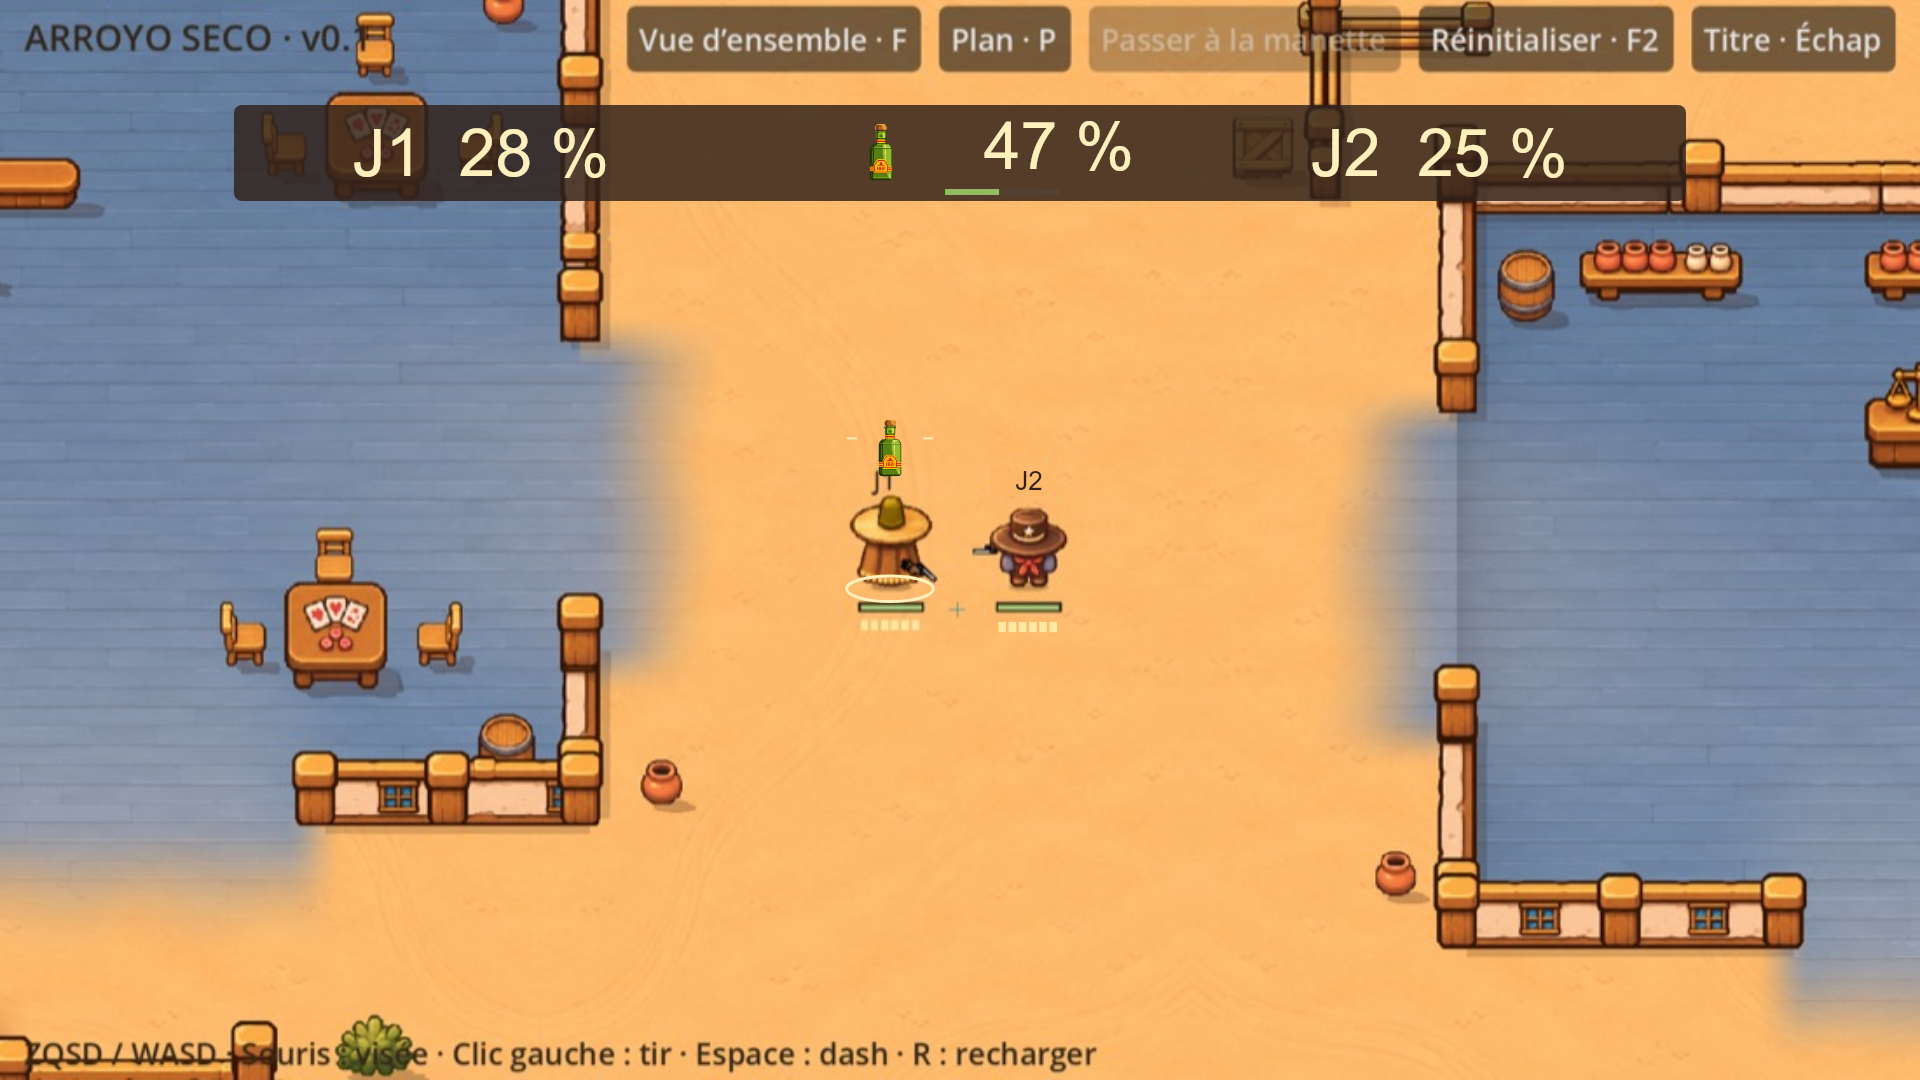 ARROYO SECO · v0.1
Vue d’ensemble · F
Plan · P
Passer à la manette
Réinitialiser · F2
Titre · Échap
J1 28 %
47 %
J2 25 %
J1
J2
ZQSD / WASD · Souris : visée · Clic gauche : tir · Espace : dash · R : recharger